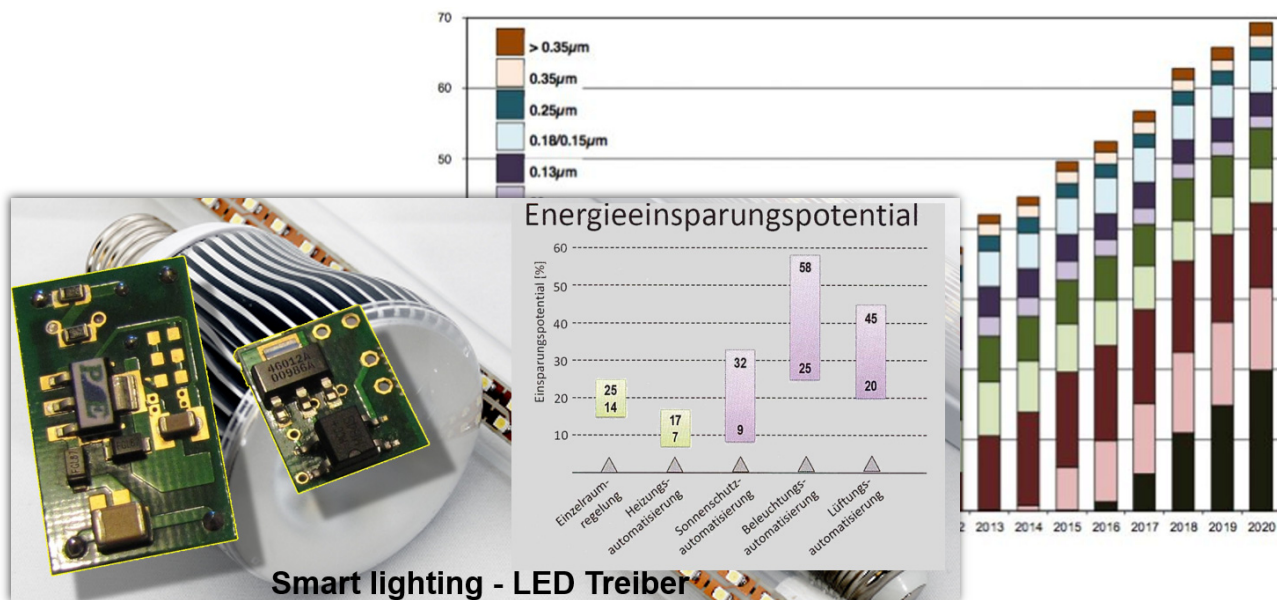 70
> 0.35µm
0.35µm
60
0.25µm
0.18/0.15µm
50
0.13µm
Energieeinsparungspotential
Einsparungspotential [%]
60
50
40
30
20
10
25
14
17
7
32
9
58
25
45
20
Einzelraum-
regelung
Heizungs-
automatisierung
Sonnenschutz-
automatisierung
Beleuchtungs-
automatisierung
Lüftungs-
automatisierung
46012A
D0986A
Smart lighting - LED Treiber
2013
2014
2015
2016
2017
2018
2019
2020